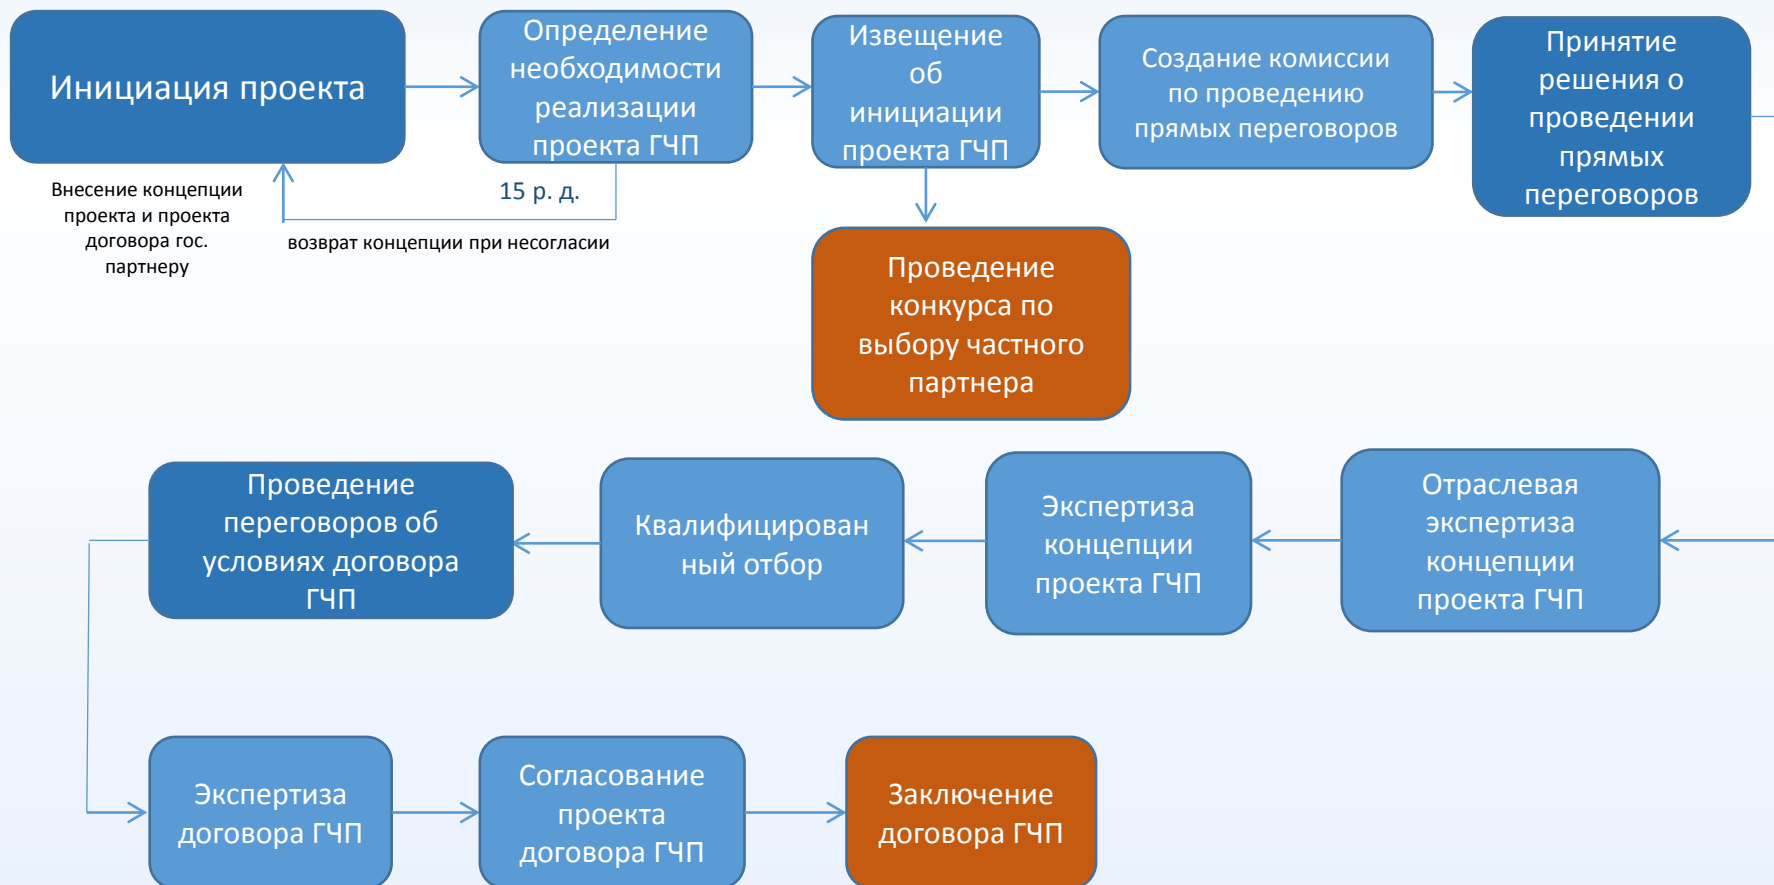 Инициация проекта
Определение
необходимости
реализации
проекта ГЧП
Извещение
об
инициации
проекта ГЧП
Создание комиссии
по проведению
прямых переговоров
Принятие
решения о
проведении
прямых
переговоров
Внесение концепции
проекта и проекта
договора гос.
партнеру
15 р. д.
возврат концепции при несогласии
Проведение
конкурса по
выбору частного
партнера
Проведение
переговоров об
условиях договора
ГЧП
Квалифицирован
ный отбор
Экспертиза
концепции
проекта ГЧП
Отраслевая
экспертиза
концепции
проекта ГЧП
Экспертиза
договора ГЧП
Согласование
проекта
договора ГЧП
Заключение
договора ГЧП